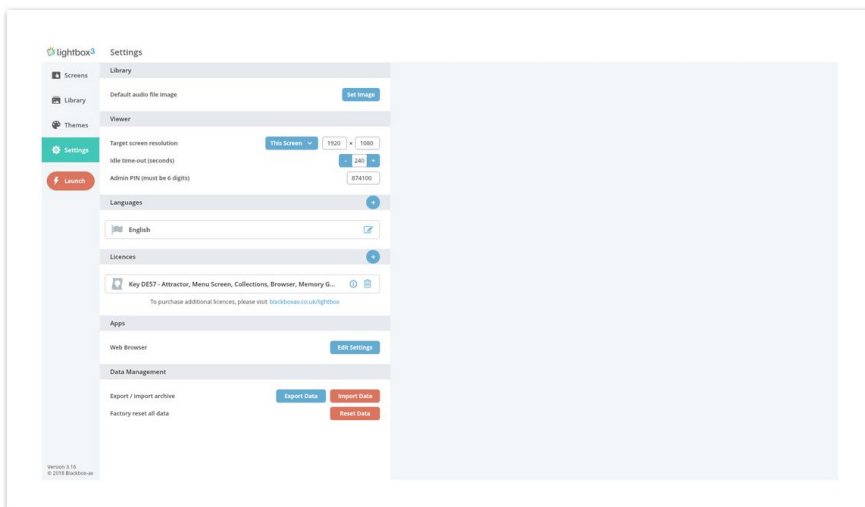 lightbox3 Settings
Screens
Library
Themes
Settings
Launch
Library
Default audio file image Set Image
Viewer
Target screen resolution This Screen 1920 × 1080
Idle time-out (seconds) - 240 +
Admin PIN (must be 6 digits) 874100
Languages +
English
Licences +
Key DE57 - Attractor, Menu Screen, Collections, Browser, Memory G...
To purchase additional licences, please visit blackboxav.co.uk/lightbox
Apps
Web Browser Edit Settings
Data Management
Export / import archive Export Data Import Data
Factory reset all data Reset Data
Version 3.16
© 2018 Blackbox-av